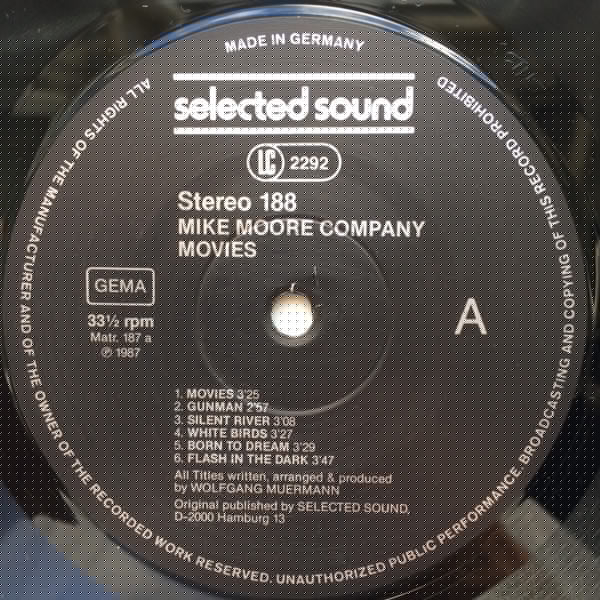 MADE IN GERMANY
ALL RIGHTS OF THE MANUFACTURER AND OF THE OWNER OF THE RECORDED WORK RESERVED. UNAUTHORIZED PUBLIC PERFORMANCE, BROADCASTING AND COPYING OF THIS RECORD PROHIBITED
selected sound
LC 2292
Stereo 188
MIKE MOORE COMPANY
MOVIES
GEMA
33½ rpm
Matr. 187 a
℗ 1987
A
1. MOVIES 3'25
2. GUNMAN 2'57
3. SILENT RIVER 3'08
4. WHITE BIRDS 3'27
5. BORN TO DREAM 3'29
6. FLASH IN THE DARK 3'47
All Titles written, arranged & produced
by WOLFGANG MUERMANN
Original published by SELECTED SOUND,
D-2000 Hamburg 13